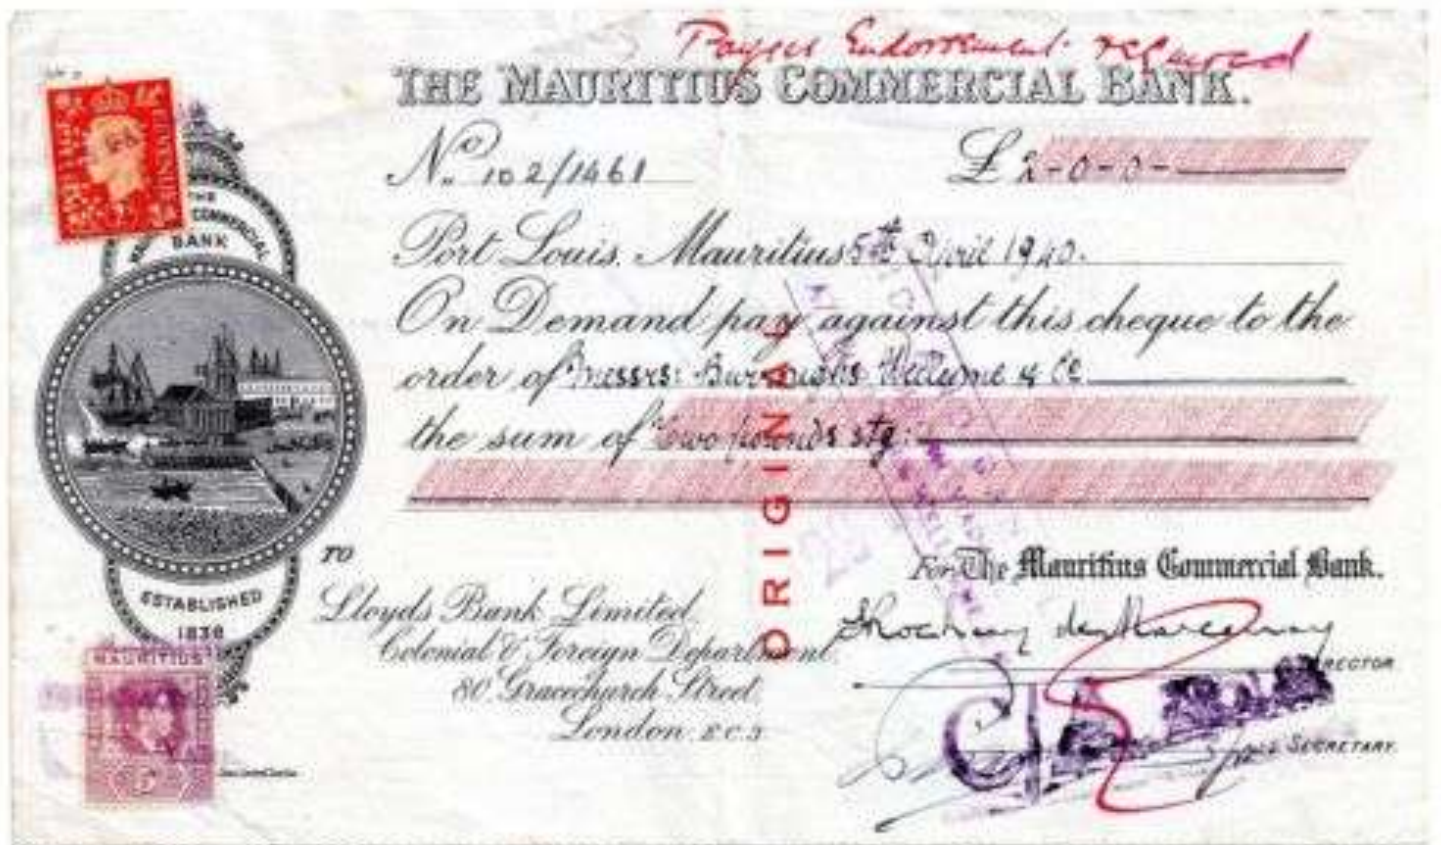 Payees Endorsement required
THE MAURITIUS COMMERCIAL BANK.
No. 102/1461
£ 2-0-0-
Port Louis. Mauritius 5th April 1940.
On Demand pay against this cheque to the
order of Messrs: Burroughs Wellcome & Co
the sum of Two pounds stg:
ORIGINAL
THE
COMMERCIAL
BANK
ESTABLISHED
1838
MAURITIUS
TO
Lloyds Bank Limited,
Colonial & Foreign Department,
80 Gracechurch Street,
London, E.C.3
For The Mauritius Commercial Bank.
DIRECTOR
SECRETARY.